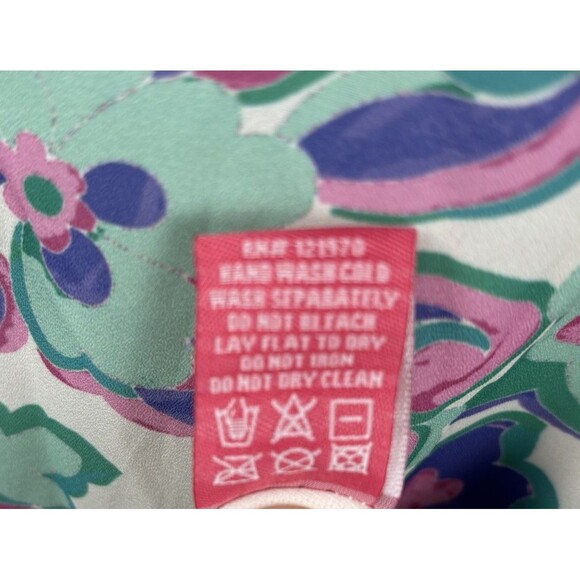 RN# 121570
HAND WASH COLD
WASH SEPARATELY
DO NOT BLEACH
LAY FLAT TO DRY
DO NOT IRON
DO NOT DRY CLEAN